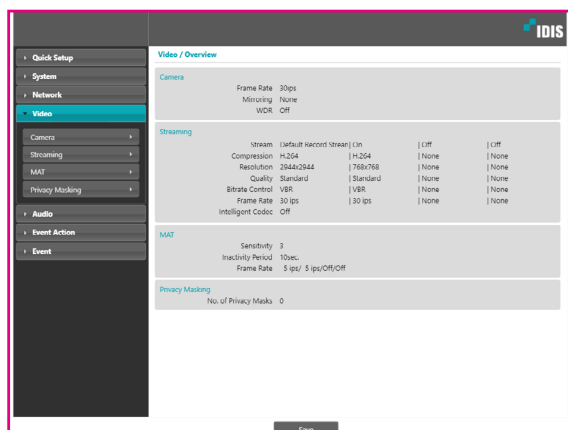 IDIS
Quick Setup
System
Network
Video
Camera
Streaming
MAT
Privacy Masking
Audio
Event Action
Event
Video / Overview
Camera
Frame Rate 30ips
Mirroring None
WDR Off
Streaming
Stream Default Record Stream| On | Off | Off
Compression H.264 | H.264 | None | None
Resolution 2944x2944 | 768x768 | None | None
Quality Standard | Standard | None | None
Bitrate Control VBR | VBR | None | None
Frame Rate 30 ips | 30 ips | None | None
Intelligent Codec Off
MAT
Sensitivity 3
Inactivity Period 10sec.
Frame Rate 5 ips/ 5 ips/Off/Off
Privacy Masking
No. of Privacy Masks 0
Save